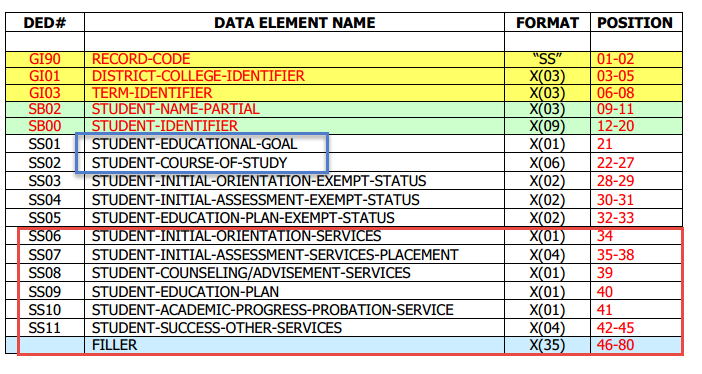 DED# DATA ELEMENT NAME FORMAT POSITION
GI90 RECORD-CODE “SS” 01-02
GI01 DISTRICT-COLLEGE-IDENTIFIER X(03) 03-05
GI03 TERM-IDENTIFIER X(03) 06-08
SB02 STUDENT-NAME-PARTIAL X(03) 09-11
SB00 STUDENT-IDENTIFIER X(09) 12-20
SS01 STUDENT-EDUCATIONAL-GOAL X(01) 21
SS02 STUDENT-COURSE-OF-STUDY X(06) 22-27
SS03 STUDENT-INITIAL-ORIENTATION-EXEMPT-STATUS X(02) 28-29
SS04 STUDENT-INITIAL-ASSESSMENT-EXEMPT-STATUS X(02) 30-31
SS05 STUDENT-EDUCATION-PLAN-EXEMPT-STATUS X(02) 32-33
SS06 STUDENT-INITIAL-ORIENTATION-SERVICES X(01) 34
SS07 STUDENT-INITIAL-ASSESSMENT-SERVICES-PLACEMENT X(04) 35-38
SS08 STUDENT-COUNSELING/ADVISEMENT-SERVICES X(01) 39
SS09 STUDENT-EDUCATION-PLAN X(01) 40
SS10 STUDENT-ACADEMIC-PROGRESS-PROBATION-SERVICE X(01) 41
SS11 STUDENT-SUCCESS-OTHER-SERVICES X(04) 42-45
FILLER X(35) 46-80